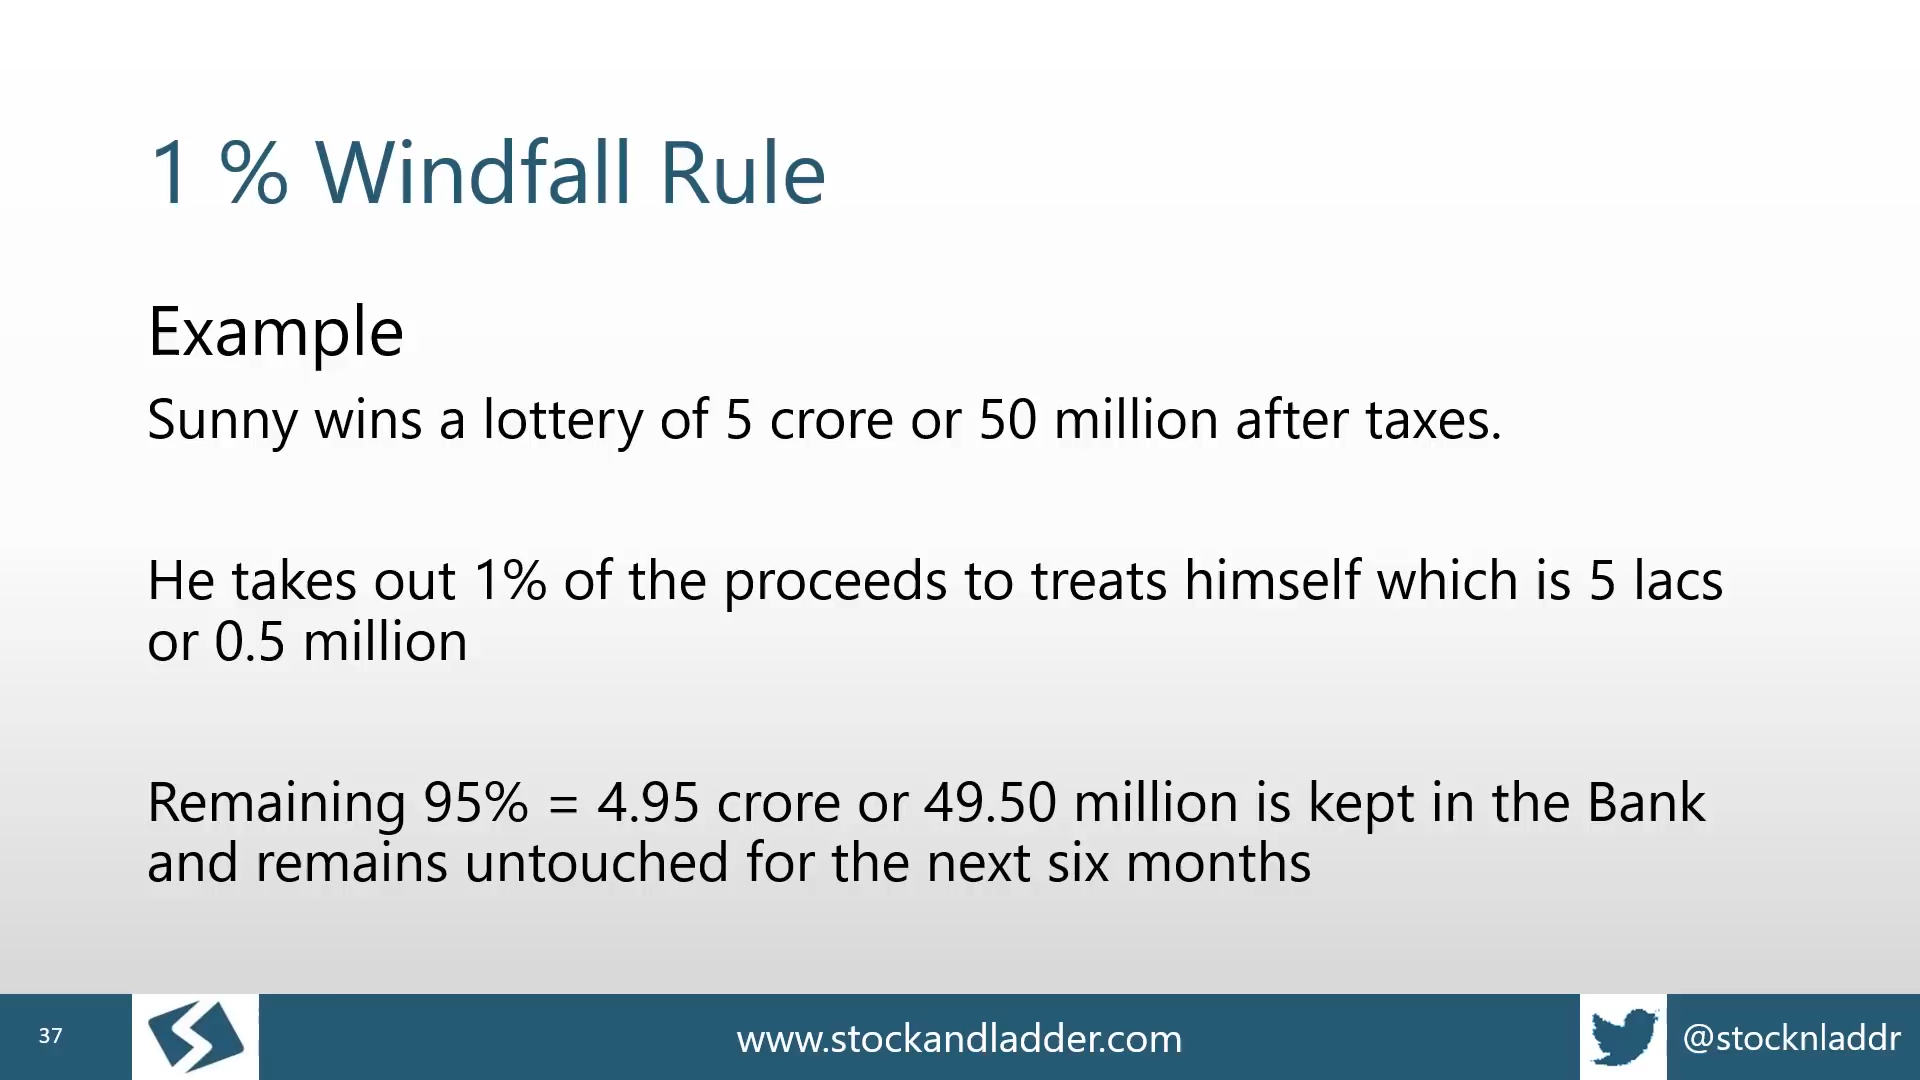 1 % Windfall Rule
Example
Sunny wins a lottery of 5 crore or 50 million after taxes.
He takes out 1% of the proceeds to treats himself which is 5 lacs
or 0.5 million
Remaining 95% = 4.95 crore or 49.50 million is kept in the Bank
and remains untouched for the next six months
37
www.stockandladder.com
@stocknladdr